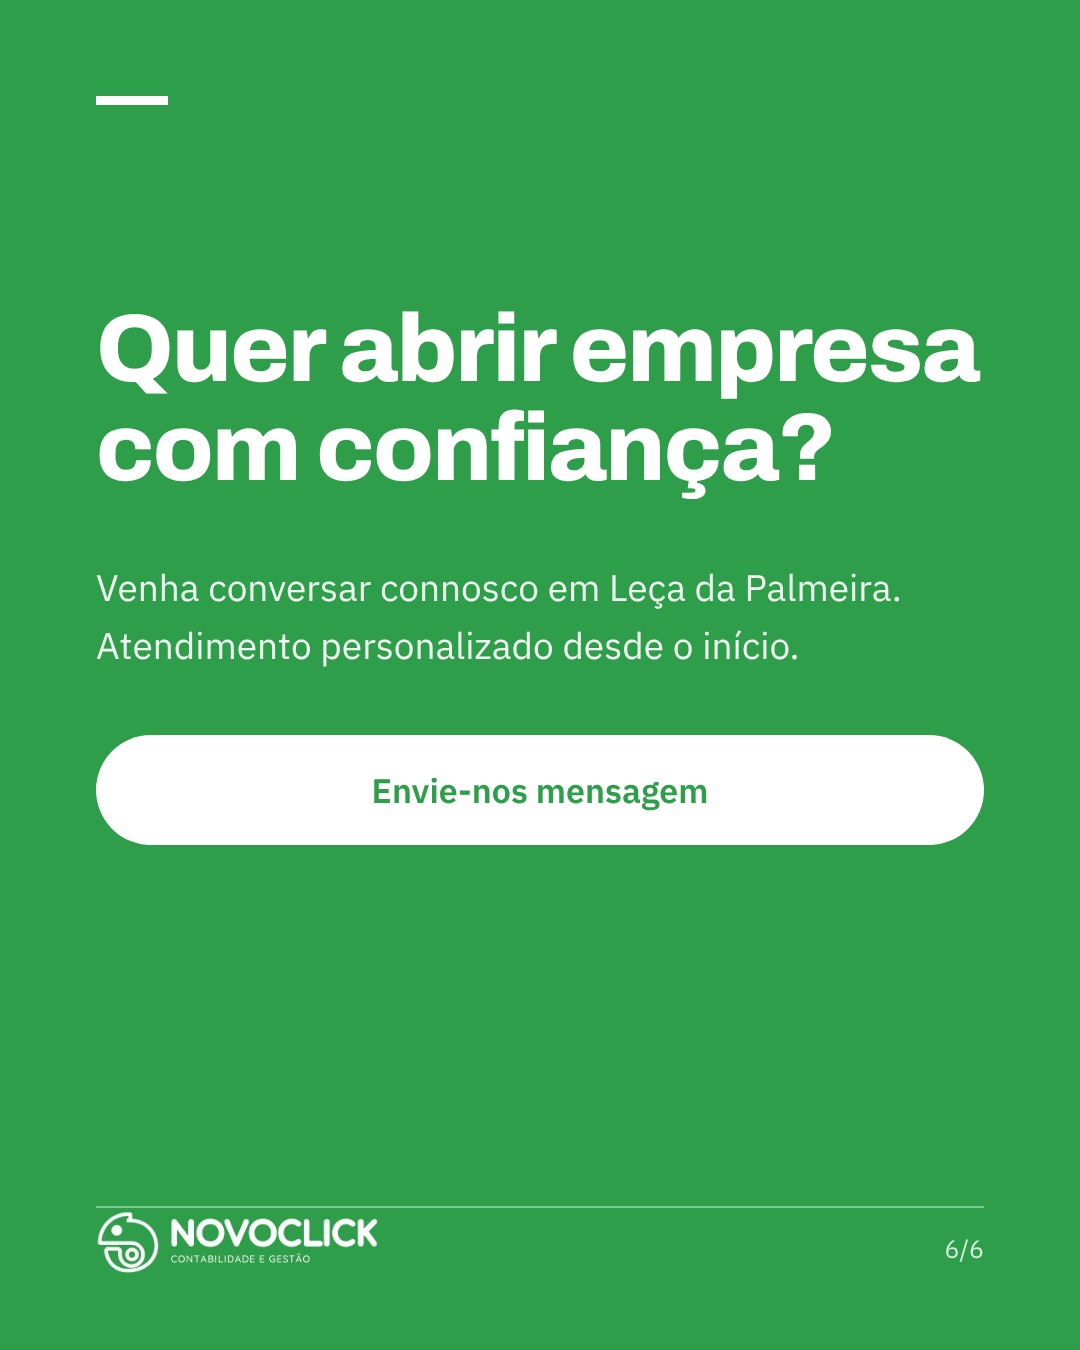 Quer abrir empresa
com confiança?
Venha conversar connosco em Leça da Palmeira.
Atendimento personalizado desde o início.
Envie-nos mensagem
NOVOCLICK
CONTABILIDADE E GESTÃO
6/6